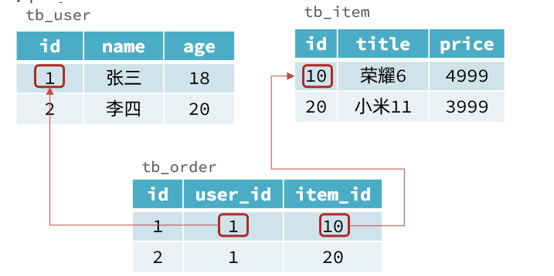 tb_user
id name age
1 张三 18
2 李四 20
tb_item
id title price
10 荣耀6 4999
20 小米11 3999
tb_order
id user_id item_id
1 1 10
2 1 20